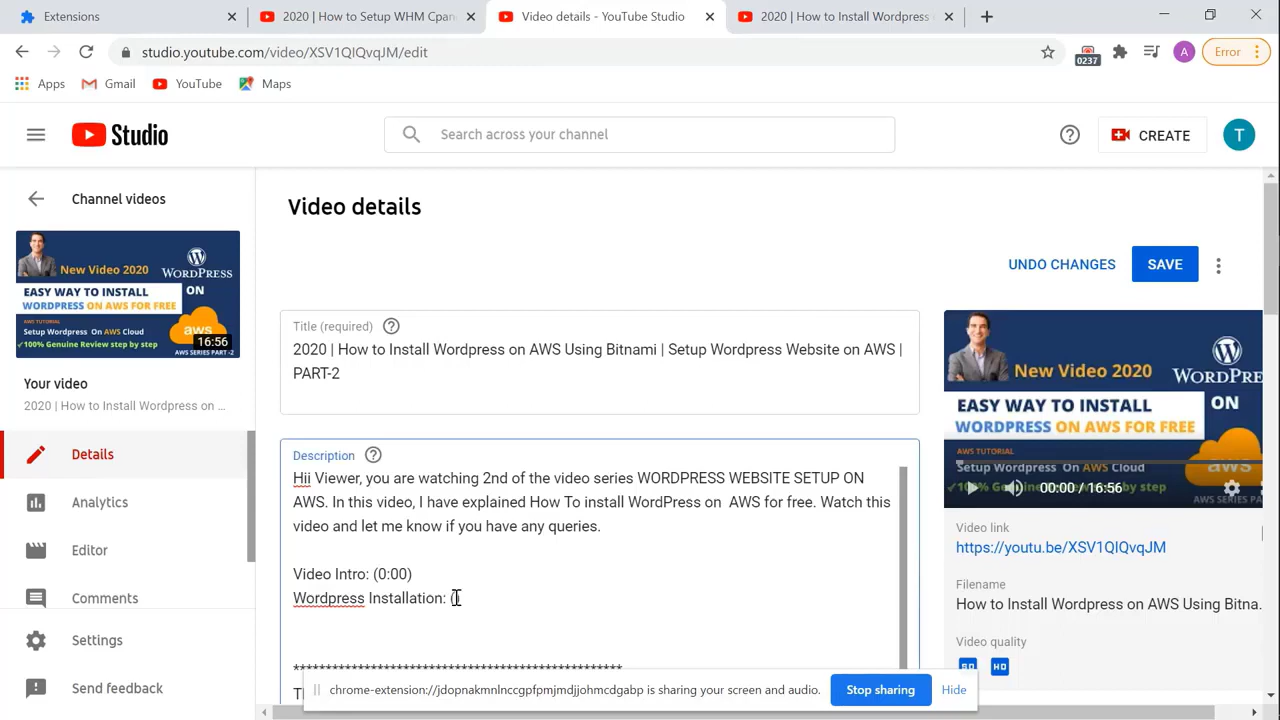 Extensions
2020 | How to Setup WHM Cpan
Video details - YouTube Studio
2020 | How to Install Wordpress
studio.youtube.com/video/XSV1QIQvqJM/edit
0237
A
Error
Apps
Gmail
YouTube
Maps
Studio
Search across your channel
CREATE
T
Channel videos
Video details
New Video 2020
WORDPRESS
EASY WAY TO INSTALL ON
WORDPRESS ON AWS FOR FREE
AWS TUTORIAL
Setup Wordpress On AWS Cloud
aws
✓100% Genuine Review step by step
16:56
AWS SERIES PART -2
UNDO CHANGES
SAVE
Title (required)
2020 | How to Install Wordpress on AWS Using Bitnami | Setup Wordpress Website on AWS |
PART-2
Your video
2020 | How to Install Wordpress on ...
Details
Analytics
Editor
Comments
Settings
Send feedback
Description
Hii Viewer, you are watching 2nd of the video series WORDPRESS WEBSITE SETUP ON
AWS. In this video, I have explained How To install WordPress on AWS for free. Watch this
video and let me know if you have any queries.
Video Intro: (0:00)
Wordpress Installation: (
**************************************************
New Video 2020
WORDPRE
EASY WAY TO INSTALL ON
WORDPRESS ON AWS FOR FREE
AWS TUTORIAL
Setup Wordpress On AWS Cloud
aws
00:00 / 16:56
Video link
https://youtu.be/XSV1QIQvqJM
Filename
How to Install Wordpress on AWS Using Bitna...
Video quality
SD HD
chrome-extension://jdopnakmnlnccgpfpmjmdjjohmcdgabp is sharing your screen and audio.
Stop sharing
Hide